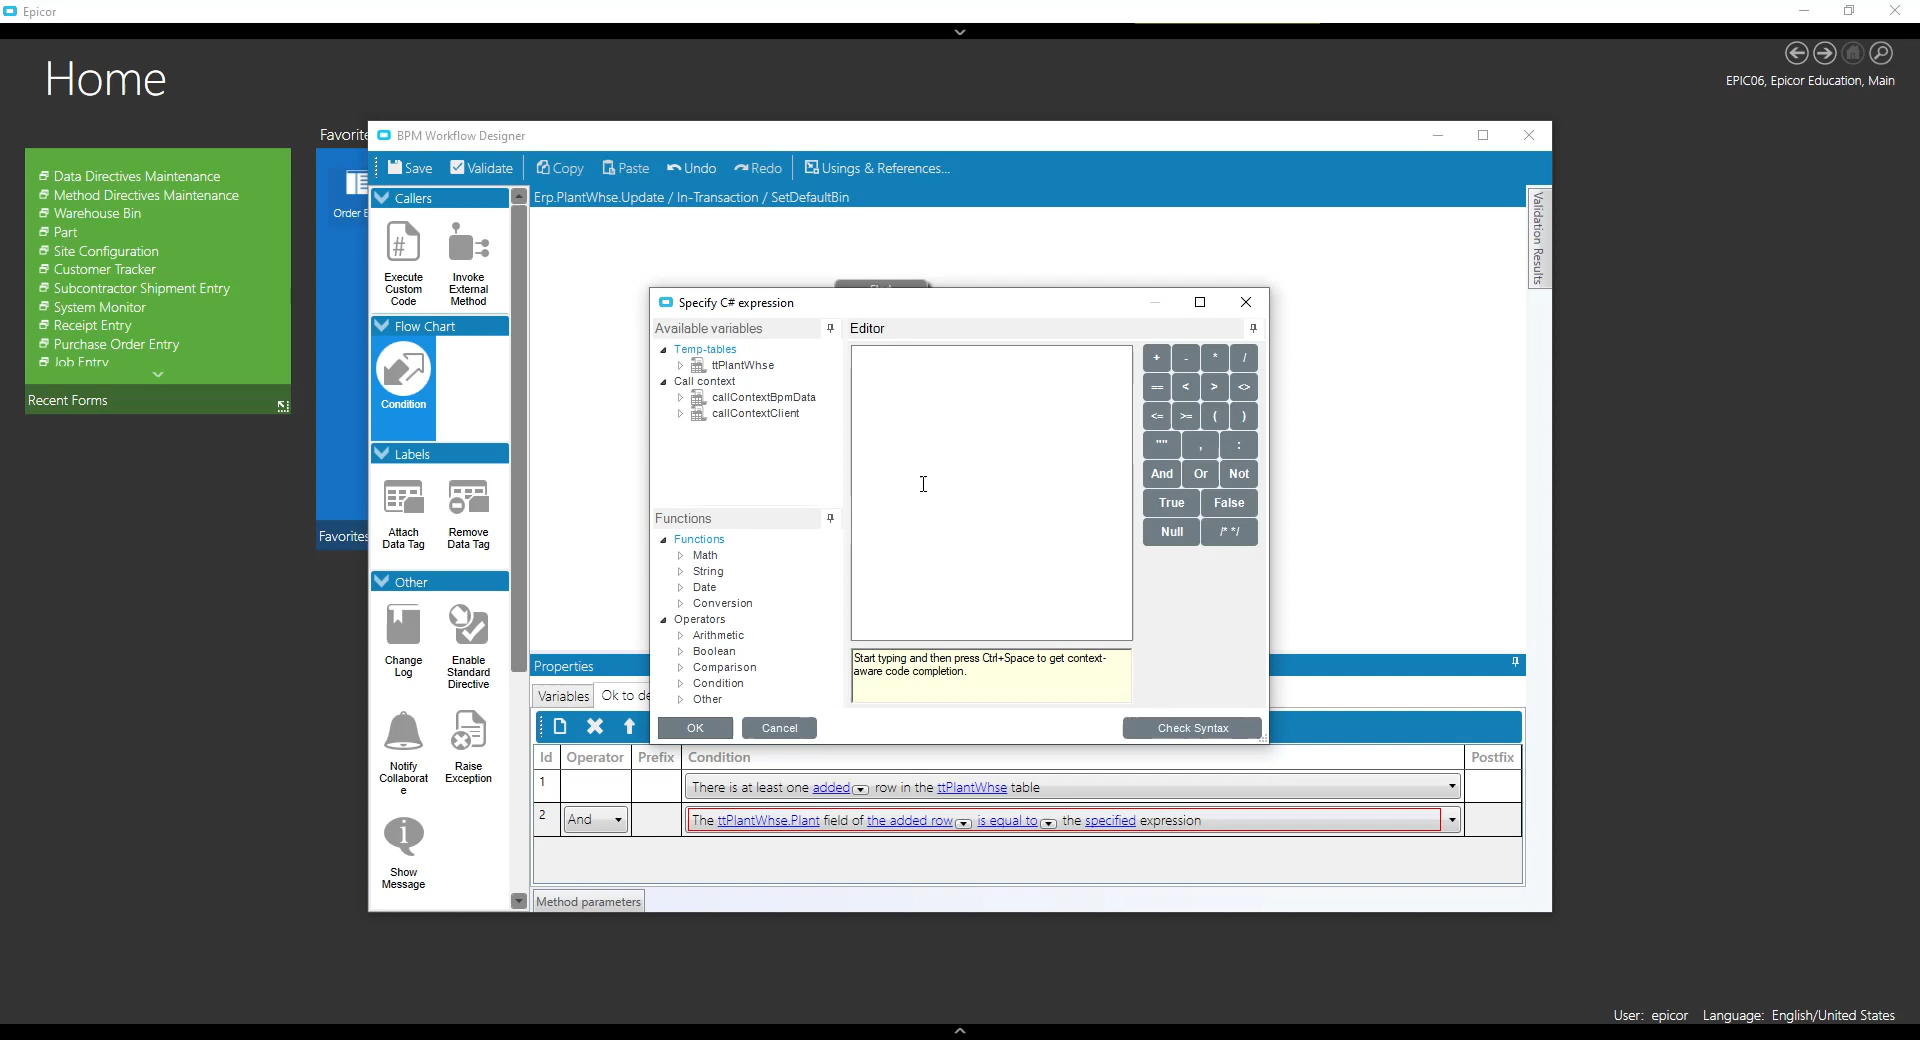 Epicor
Home
EPIC06, Epicor Education, Main
Favorite
Data Directives Maintenance
Method Directives Maintenance
Warehouse Bin
Part
Site Configuration
Customer Tracker
Subcontractor Shipment Entry
System Monitor
Receipt Entry
Purchase Order Entry
Job Entry
Recent Forms
Order E
Favorites
BPM Workflow Designer
Save
Validate
Copy
Paste
Undo
Redo
Usings & References...
Callers
Erp.PlantWhse.Update / In-Transaction / SetDefaultBin
Validation Results
Execute Custom Code
Invoke External Method
Flow Chart
Condition
Labels
Attach Data Tag
Remove Data Tag
Other
Change Log
Enable Standard Directive
Notify Collaborat e
Raise Exception
Show Message
Specify C# expression
Available variables
Editor
Temp-tables
ttPlantWhse
Call context
callContextBpmData
callContextClient
Functions
Functions
Math
String
Date
Conversion
Operators
Arithmetic
Boolean
Comparison
Condition
Other
+ - * /
== < > <>
<= >= ( )
"" , :
And Or Not
True False
Null /* */
Start typing and then press Ctrl+Space to get context-
aware code completion.
OK
Cancel
Check Syntax
Properties
Variables
Ok to de
Id Operator Prefix Condition Postfix
1 There is at least one added row in the ttPlantWhse table
2 And The ttPlantWhse.Plant field of the added row is equal to the specified expression
Method parameters
User: epicor Language: English/United States